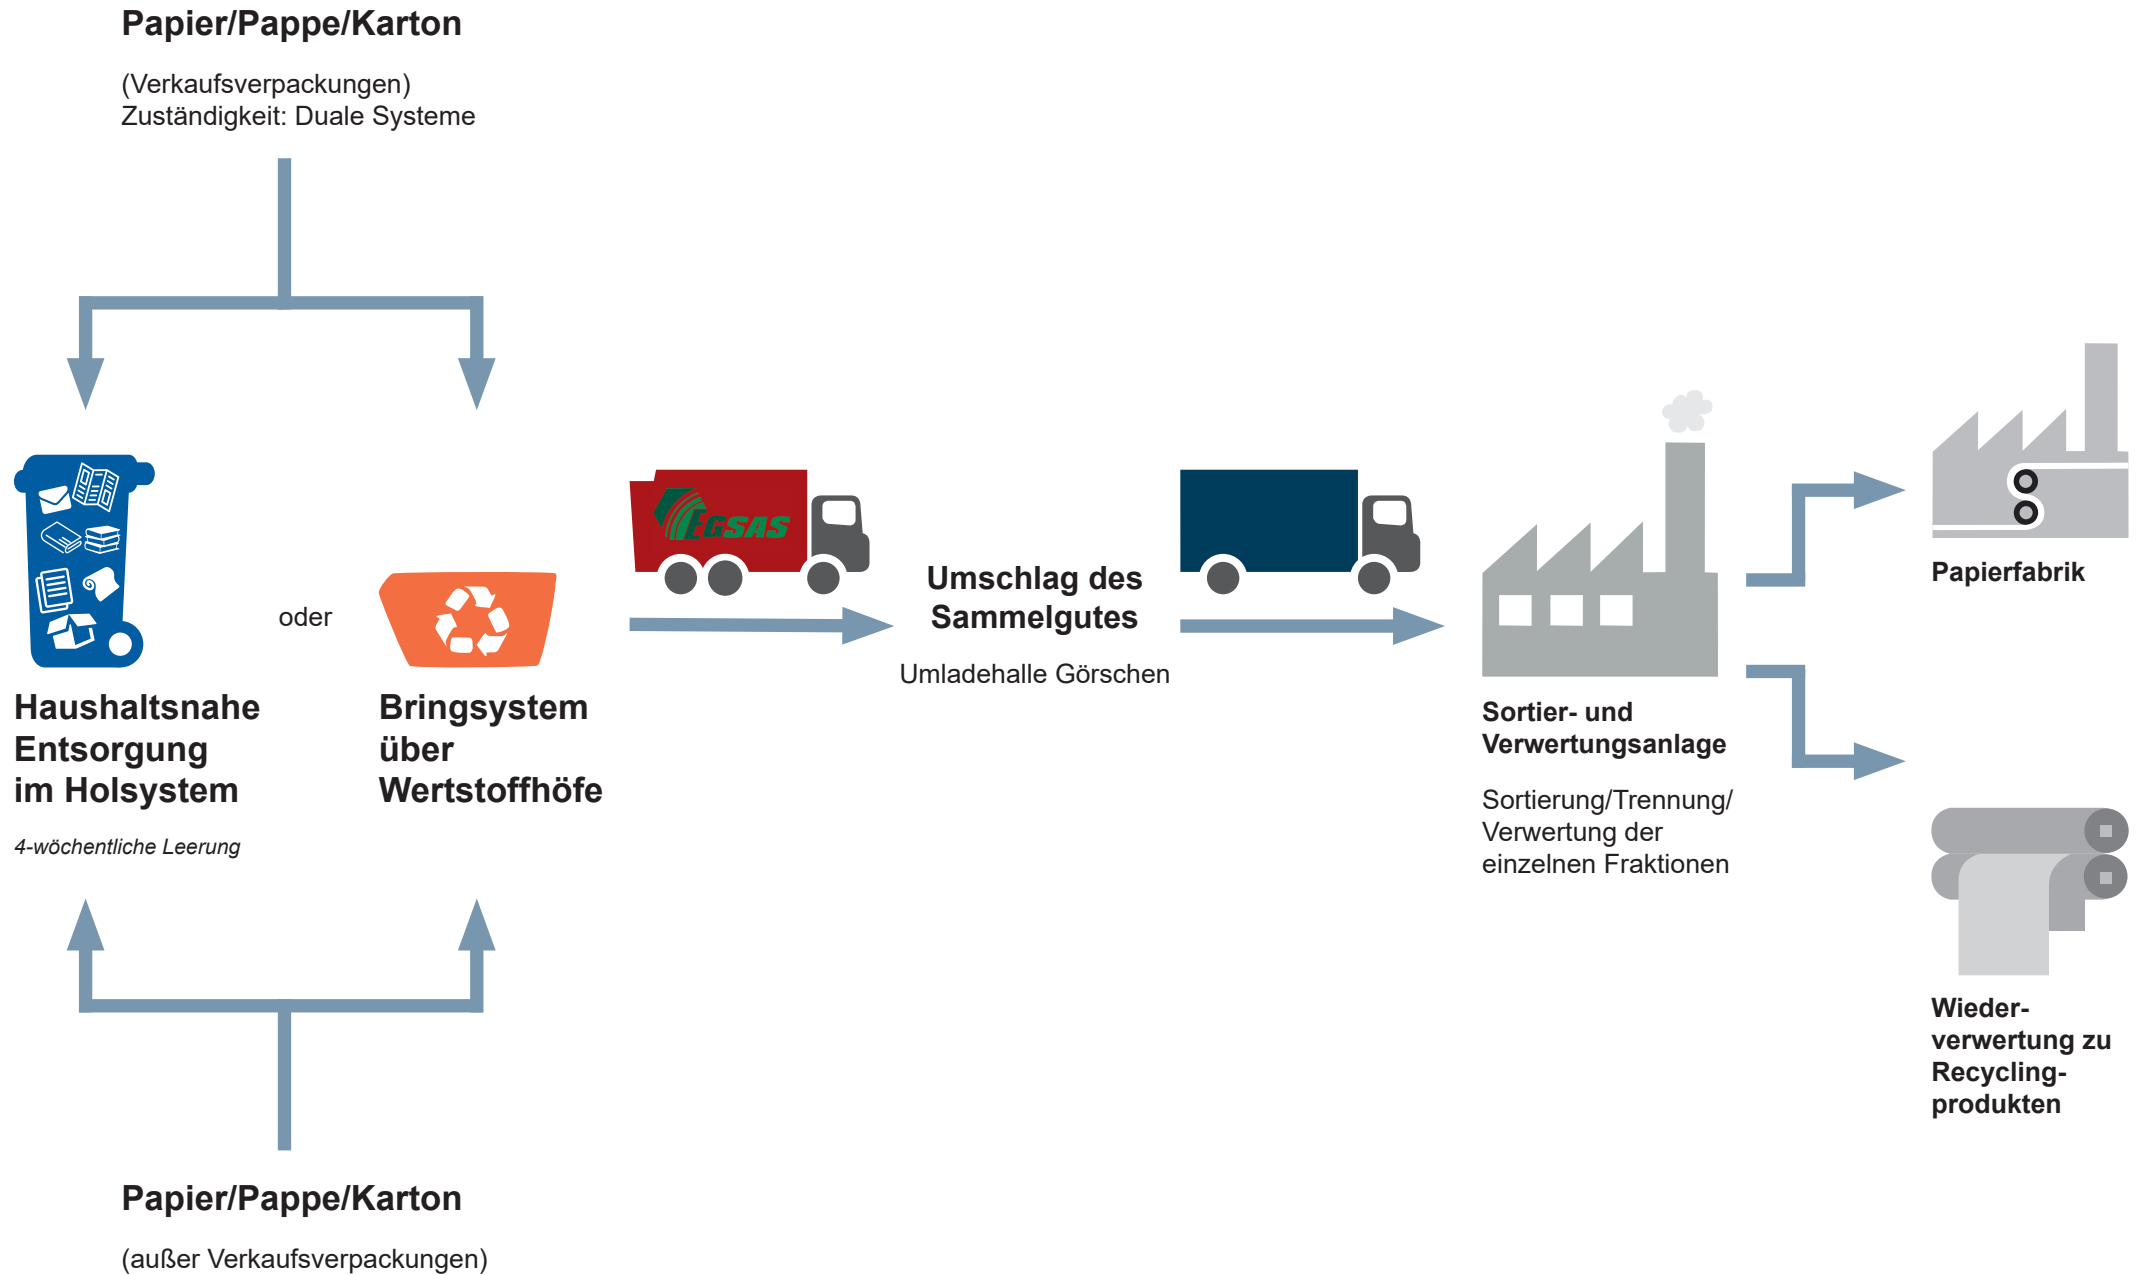 Papier/Pappe/Karton
(Verkaufsverpackungen)
Zuständigkeit: Duale Systeme
EGSAS
oder
Haushaltsnahe
Entsorgung
im Holsystem
4-wöchentliche Leerung
Bringsystem
über
Wertstoffhöfe
Umschlag des
Sammelgutes
Umladehalle Görschen
Sortier- und
Verwertungsanlage
Sortierung/Trennung/
Verwertung der
einzelnen Fraktionen
Papierfabrik
Wieder-
verwertung zu
Recycling-
produkten
Papier/Pappe/Karton
(außer Verkaufsverpackungen)